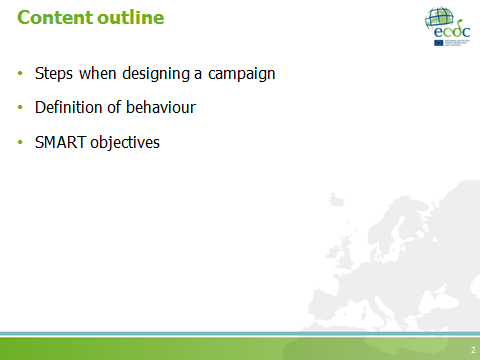 Content outline
ecdc
• Steps when designing a campaign
• Definition of behaviour
• SMART objectives
2